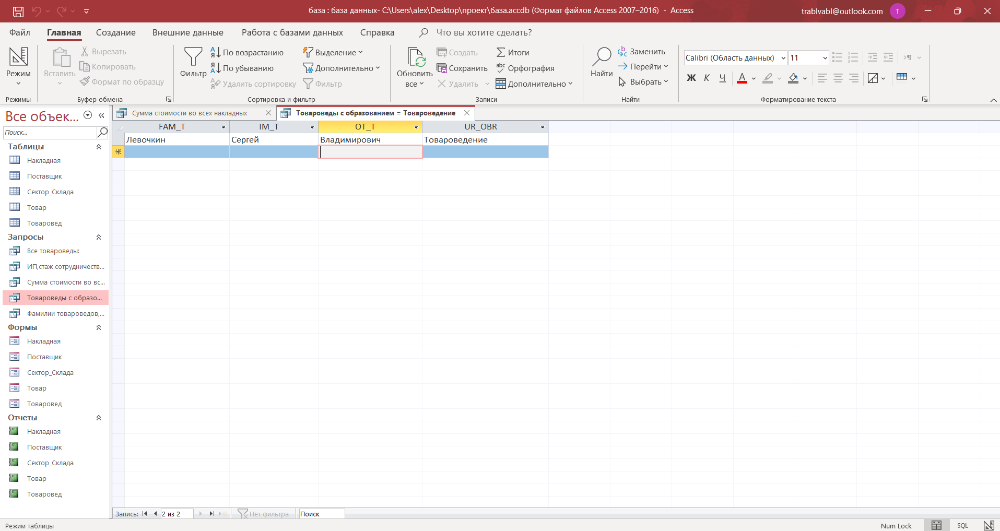 база : база данных- C:\Users\alex\Desktop\проект\база.accdb (Формат файлов Access 2007–2016) - Access
trablvabl@outlook.com
T
Файл
Главная
Создание
Внешние данные
Работа с базами данных
Справка
Что вы хотите сделать?
Режим
Режимы
Вставить
Вырезать
Копировать
Формат по образцу
Буфер обмена
Фильтр
По возрастанию
По убыванию
Удалить сортировку
Выделение
Дополнительно
Фильтр
Сортировка и фильтр
Обновить
все
Создать
Сохранить
Удалить
Итоги
Орфография
Дополнительно
Записи
Найти
Заменить
Перейти
Выбрать
Найти
Calibri (Область данных)
11
Ж К Ч А
Форматирование текста
Все объек...
Поиск...
Таблицы
Накладная
Поставщик
Сектор_Склада
Товар
Товаровед
Запросы
Все товароведы:
ИП,стаж сотрудничеств...
Сумма стоимости во вс...
Товароведы с образо...
Фамилии товароведов,...
Формы
Накладная
Поставщик
Сектор_Склада
Товар
Товаровед
Отчеты
Накладная
Поставщик
Сектор_Склада
Товар
Товаровед
Сумма стоимости во всех накладных
Товароведы с образованием = Товароведение
FAM_T IM_T OT_T UR_OBR
Левочкин Сергей Владимирович Товароведение
Запись: 2 из 2 Нет фильтра Поиск
Режим таблицы
Num Lock
SQL